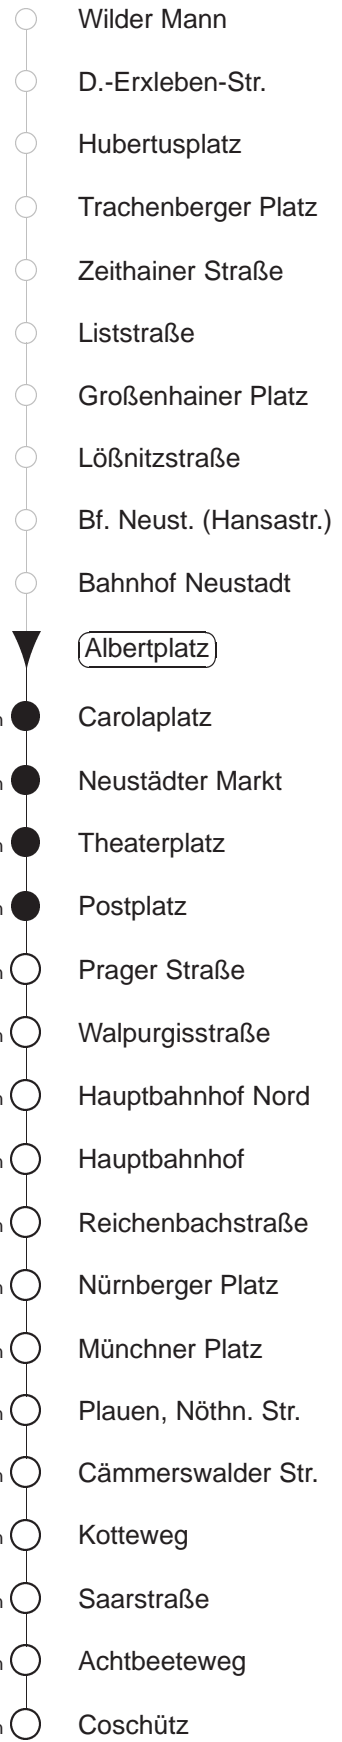 Wilder Mann
D.-Erxleben-Str.
Hubertusplatz
Trachenberger Platz
Zeithainer Straße
Liststraße
Großenhainer Platz
Lößnitzstraße
Bf. Neust. (Hansastr.)
Bahnhof Neustadt
Albertplatz
Carolaplatz
Neustädter Markt
Theaterplatz
Postplatz
Prager Straße
Walpurgisstraße
Hauptbahnhof Nord
Hauptbahnhof
Reichenbachstraße
Nürnberger Platz
Münchner Platz
Plauen, Nöthn. Str.
Cämmerswalder Str.
Kotteweg
Saarstraße
Achtbeeteweg
Coschütz